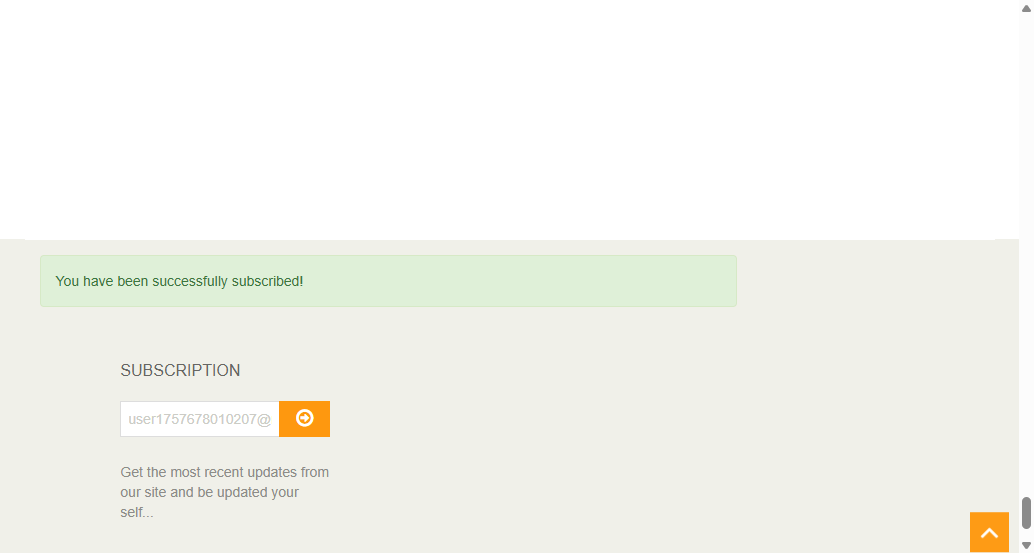 You have been successfully subscribed!
SUBSCRIPTION
user1757678010207@
Get the most recent updates from
our site and be updated your
self...